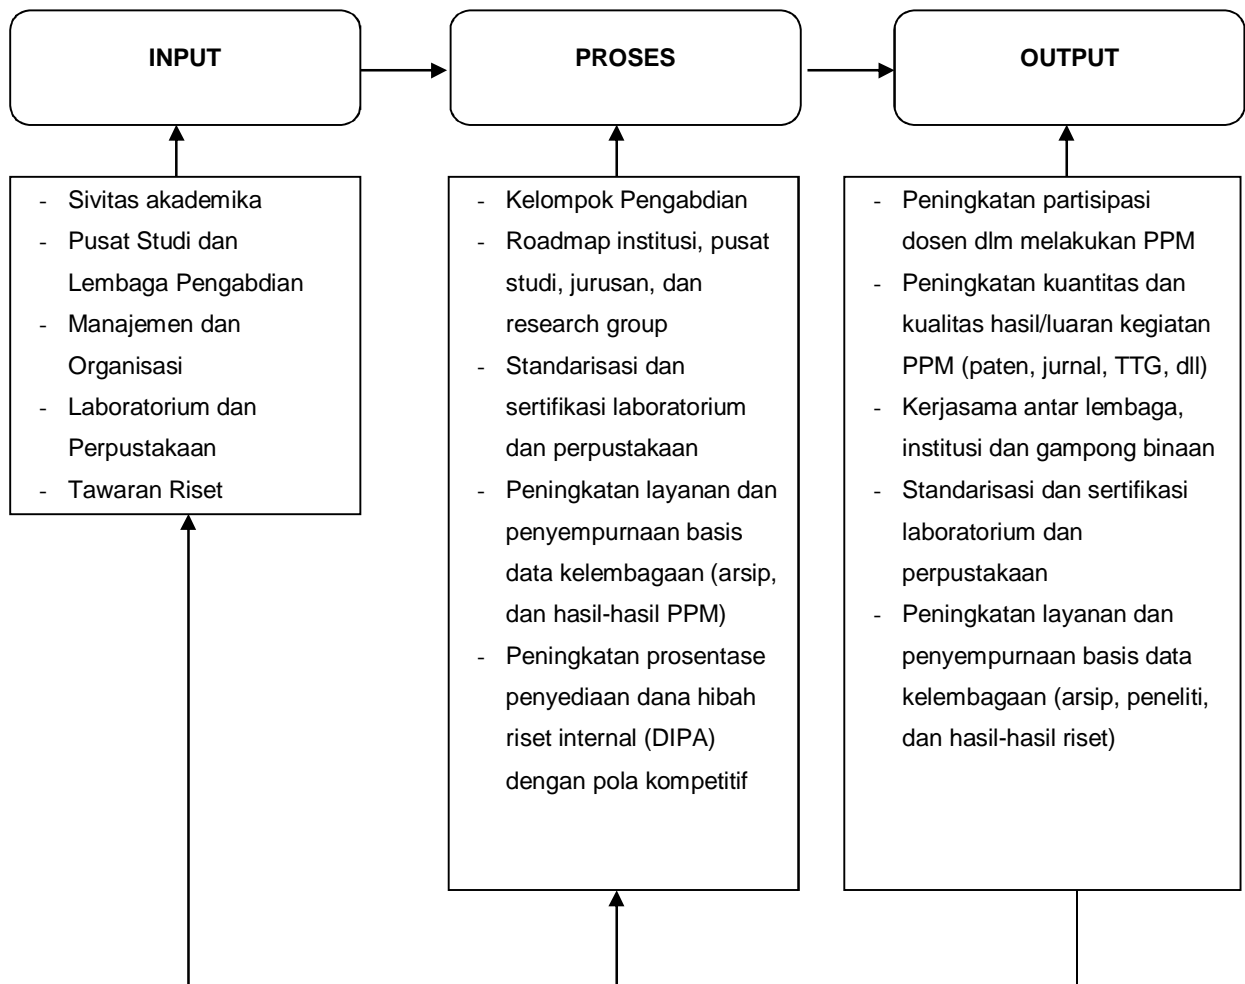 INPUT
PROSES
OUTPUT
- Sivitas akademika
- Pusat Studi dan
Lembaga Pengabdian
- Manajemen dan
Organisasi
- Laboratorium dan
Perpustakaan
- Tawaran Riset
- Kelompok Pengabdian
- Roadmap institusi, pusat
studi, jurusan, dan
research group
- Standarisasi dan
sertifikasi laboratorium
dan perpustakaan
- Peningkatan layanan dan
penyempurnaan basis
data kelembagaan (arsip,
dan hasil-hasil PPM)
- Peningkatan prosentase
penyediaan dana hibah
riset internal (DIPA)
dengan pola kompetitif
- Peningkatan partisipasi
dosen dlm melakukan PPM
- Peningkatan kuantitas dan
kualitas hasil/luaran kegiatan
PPM (paten, jurnal, TTG, dll)
- Kerjasama antar lembaga,
institusi dan gampong binaan
- Standarisasi dan sertifikasi
laboratorium dan
perpustakaan
- Peningkatan layanan dan
penyempurnaan basis data
kelembagaan (arsip, peneliti,
dan hasil-hasil riset)